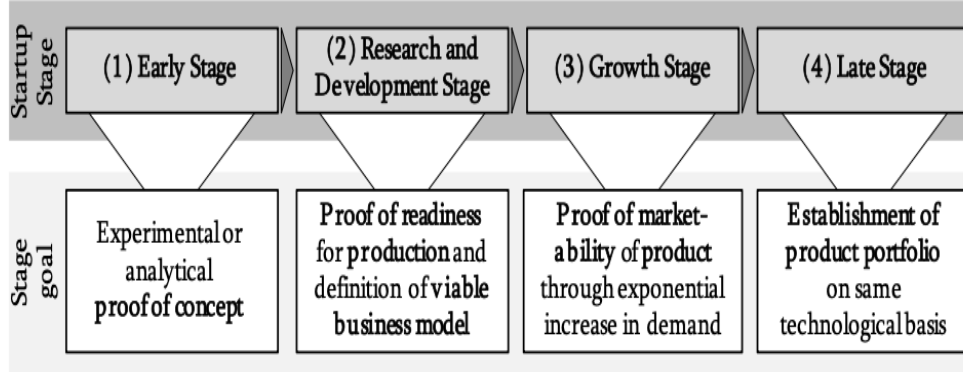 Startup
Stage
(1) Early Stage
(2) Research and
Development Stage
(3) Growth Stage
(4) Late Stage
Stage
goal
Experimental or
analytical
proof of concept
Proof of readiness
for production and
definition of viable
business model
Proof of market-
ability of product
through exponential
increase in demand
Establishment of
product portfolio
on same
technological basis